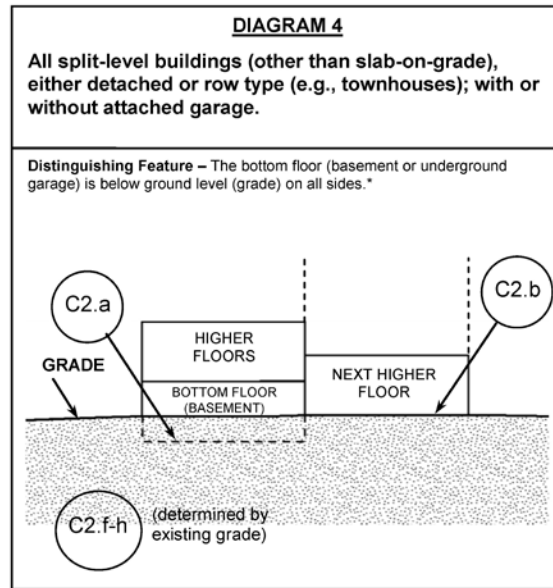 DIAGRAM 4
All split-level buildings (other than slab-on-grade),
either detached or row type (e.g., townhouses); with or
without attached garage.
Distinguishing Feature – The bottom floor (basement or underground
garage) is below ground level (grade) on all sides.*
C2.a
C2.b
HIGHER
FLOORS
GRADE
NEXT HIGHER
FLOOR
BOTTOM FLOOR
(BASEMENT)
C2.f-h
(determined by
existing grade)